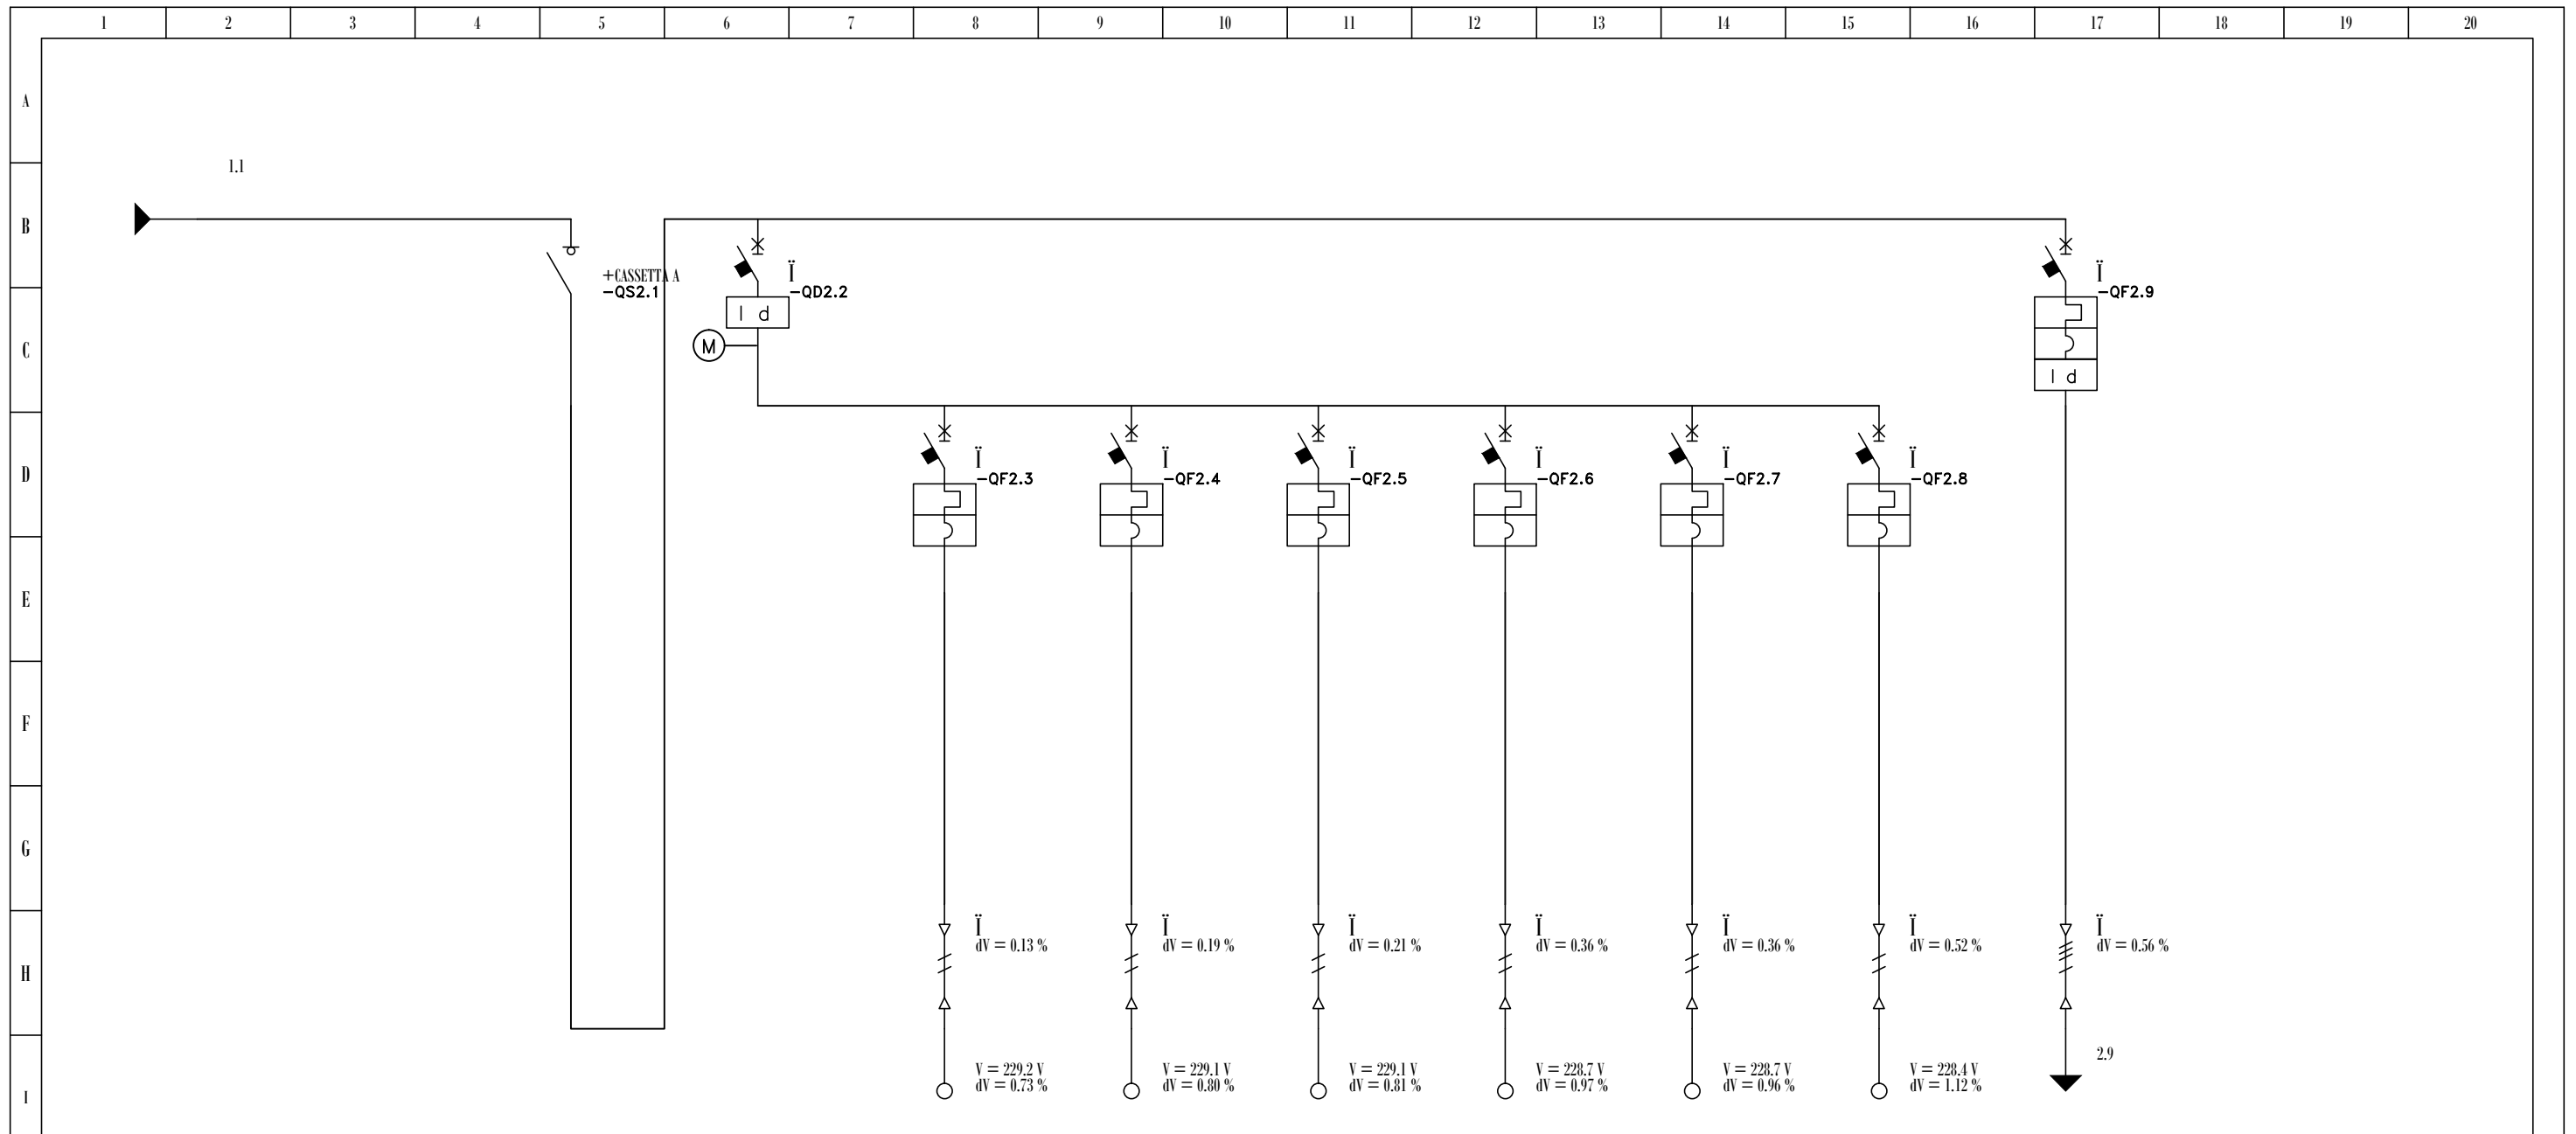 1 2 3 4 5 6 7 8 9 10 11 12 13 14 15 16 17 18 19 20
A
1.1
B
+CASSETTA A
-QS2.1
Ï
-QD2.2
I d
M
Ï
-QF2.9
I d
C
D
Ï
-QF2.3
Ï
-QF2.4
Ï
-QF2.5
Ï
-QF2.6
Ï
-QF2.7
Ï
-QF2.8
E
F
G
H
Ï
dV = 0.13 %
Ï
dV = 0.19 %
Ï
dV = 0.21 %
Ï
dV = 0.36 %
Ï
dV = 0.36 %
Ï
dV = 0.52 %
Ï
dV = 0.56 %
I
V = 229.2 V
dV = 0.73 %
V = 229.1 V
dV = 0.80 %
V = 229.1 V
dV = 0.81 %
V = 228.7 V
dV = 0.97 %
V = 228.7 V
dV = 0.96 %
V = 228.4 V
dV = 1.12 %
2.9